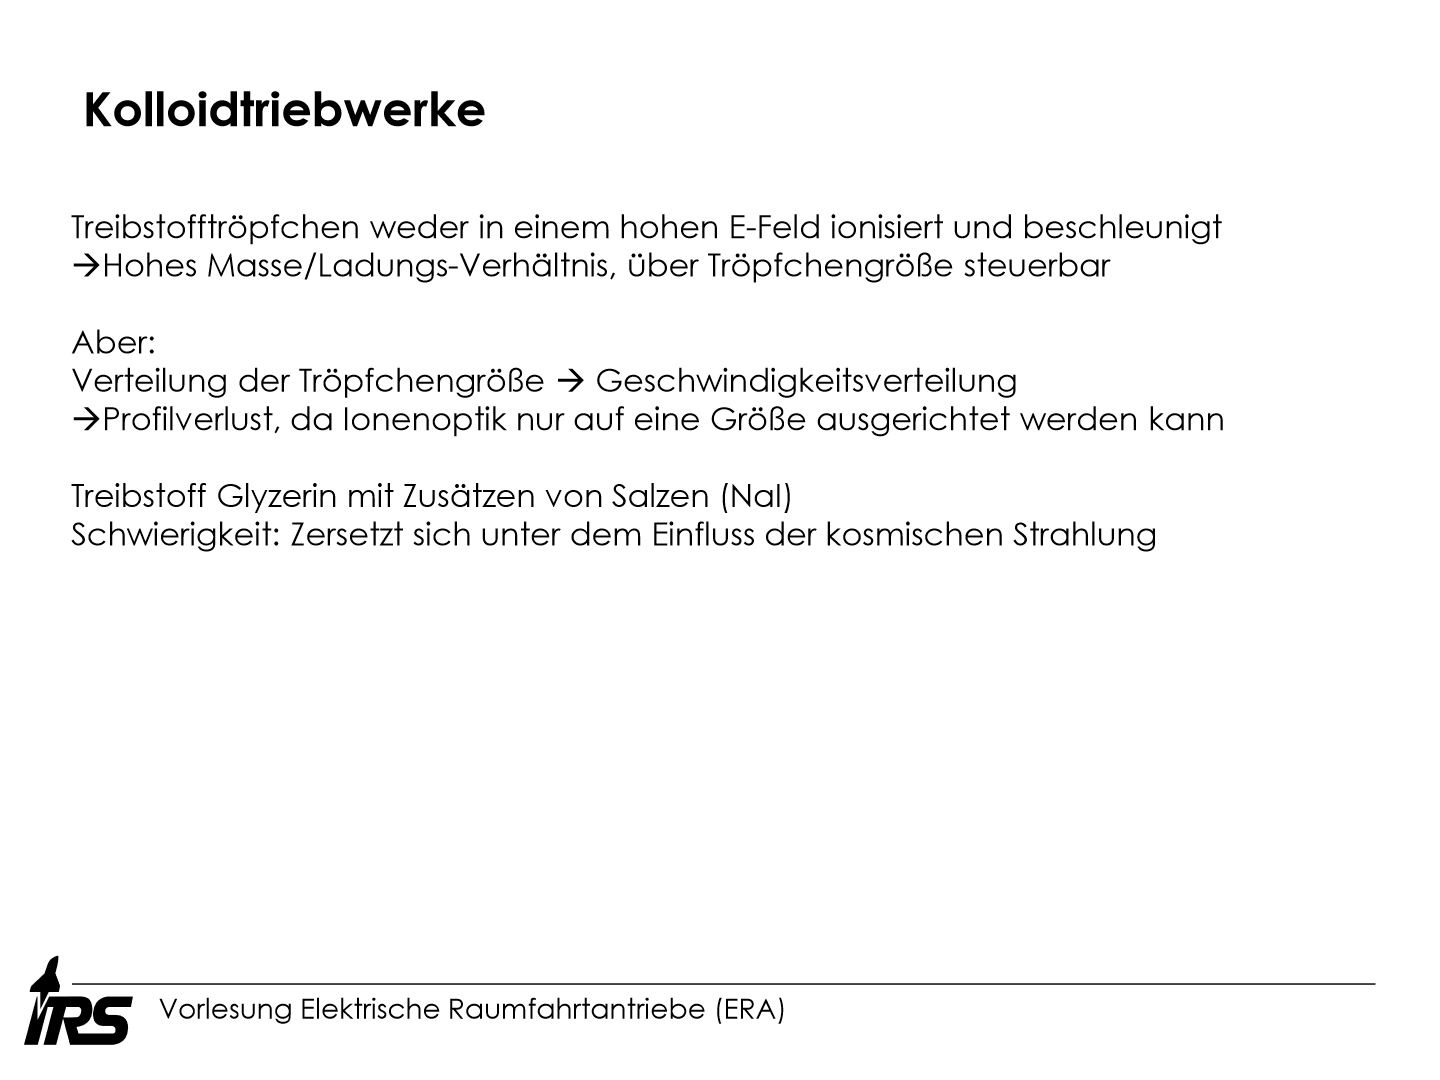 Kolloidtriebwerke
Treibstofftröpfchen weder in einem hohen E-Feld ionisiert und beschleunigt
→Hohes Masse/Ladungs-Verhältnis, über Tröpfchengröße steuerbar
Aber:
Verteilung der Tröpfchengröße → Geschwindigkeitsverteilung
→Profilverlust, da Ionenoptik nur auf eine Größe ausgerichtet werden kann
Treibstoff Glyzerin mit Zusätzen von Salzen (NaI)
Schwierigkeit: Zersetzt sich unter dem Einfluss der kosmischen Strahlung
IRS
Vorlesung Elektrische Raumfahrtantriebe (ERA)